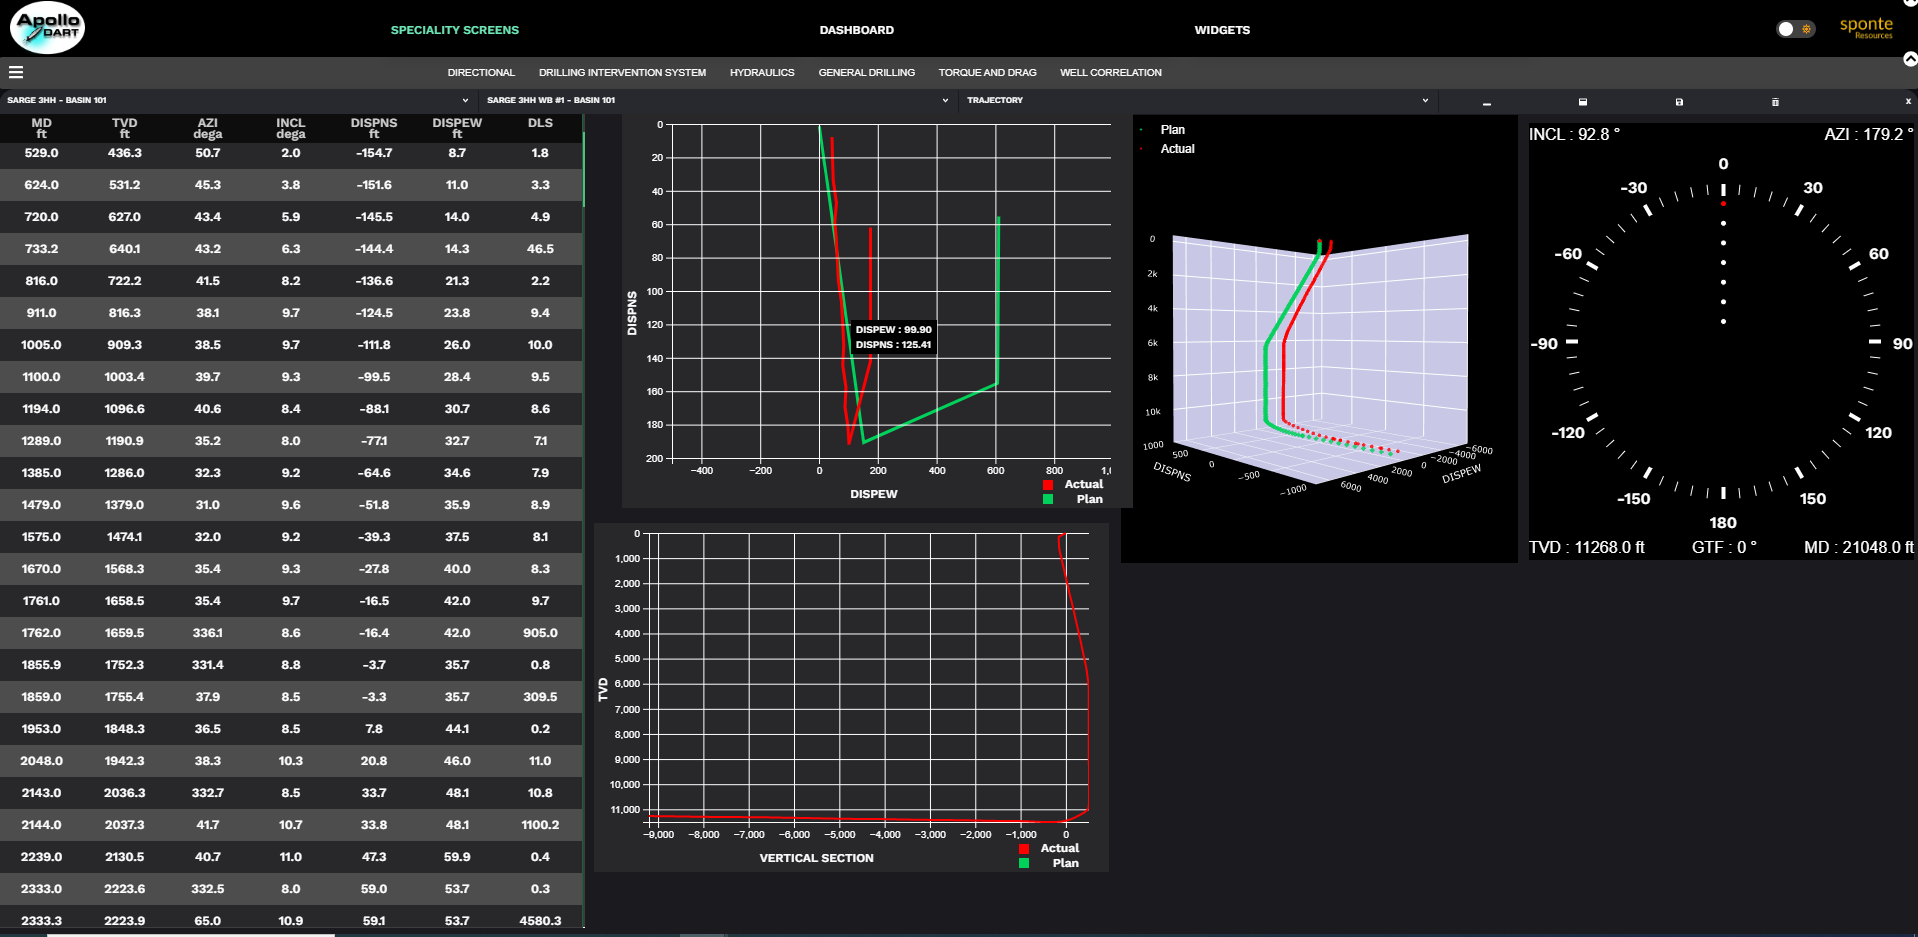 Apollo
DART
SPECIALITY SCREENS
DASHBOARD
WIDGETS
sponte
Resources
DIRECTIONAL
DRILLING INTERVENTION SYSTEM
HYDRAULICS
GENERAL DRILLING
TORQUE AND DRAG
WELL CORRELATION
SARGE 3HH - BASIN 101
SARGE 3HH WB #1 - BASIN 101
TRAJECTORY
x
MD TVD AZI INCL DISPNS DISPEW DLS
ft ft dega dega ft ft
529.0 436.3 50.7 2.0 -154.7 8.7 1.8
624.0 531.2 45.3 3.8 -151.6 11.0 3.3
720.0 627.0 43.4 5.9 -145.5 14.0 4.9
733.2 640.1 43.2 6.3 -144.4 14.3 46.5
816.0 722.2 41.5 8.2 -136.6 21.3 2.2
911.0 816.3 38.1 9.7 -124.5 23.8 9.4
1005.0 909.3 38.5 9.7 -111.8 26.0 10.0
1100.0 1003.4 39.7 9.3 -99.5 28.4 9.5
1194.0 1096.6 40.6 8.4 -88.1 30.7 8.6
1289.0 1190.9 35.2 8.0 -77.1 32.7 7.1
1385.0 1286.0 32.3 9.2 -64.6 34.6 7.9
1479.0 1379.0 31.0 9.6 -51.8 35.9 8.9
1575.0 1474.1 32.0 9.2 -39.3 37.5 8.1
1670.0 1568.3 35.4 9.3 -27.8 40.0 8.3
1761.0 1658.5 35.4 9.7 -16.5 42.0 9.7
1762.0 1659.5 336.1 8.6 -16.4 42.0 905.0
1855.9 1752.3 331.4 8.8 -3.7 35.7 0.8
1859.0 1755.4 37.9 8.5 -3.3 35.7 309.5
1953.0 1848.3 36.5 8.5 7.8 44.1 0.2
2048.0 1942.3 38.3 10.3 20.8 46.0 11.0
2143.0 2036.3 332.7 8.5 33.7 48.1 10.8
2144.0 2037.3 41.7 10.7 33.8 48.1 1100.2
2239.0 2130.5 40.7 11.0 47.3 59.9 0.4
2333.0 2223.6 332.5 8.0 59.0 53.7 0.3
2333.3 2223.9 65.0 10.9 59.1 53.7 4580.3
0
20
40
60
80
100
120
140
160
180
200
DISPNS
DISPEW : 99.90
DISPNS : 125.41
-400 -200 0 200 400 600 800 1,0
DISPEW
Actual
Plan
0
1,000
2,000
3,000
4,000
5,000
6,000
7,000
8,000
9,000
10,000
11,000
TVD
-9,000 -8,000 -7,000 -6,000 -5,000 -4,000 -3,000 -2,000 -1,000 0
VERTICAL SECTION
Actual
Plan
Plan
Actual
0
2k
4k
6k
8k
10k
1000
500
0
-500
-1000
DISPNS
6000
4000
2000
0
-2000
-4000
-6000
DISPEW
INCL : 92.8 °
AZI : 179.2 °
0
-30 30
-60 60
-90 90
-120 120
-150 150
180
TVD : 11268.0 ft
GTF : 0 °
MD : 21048.0 ft